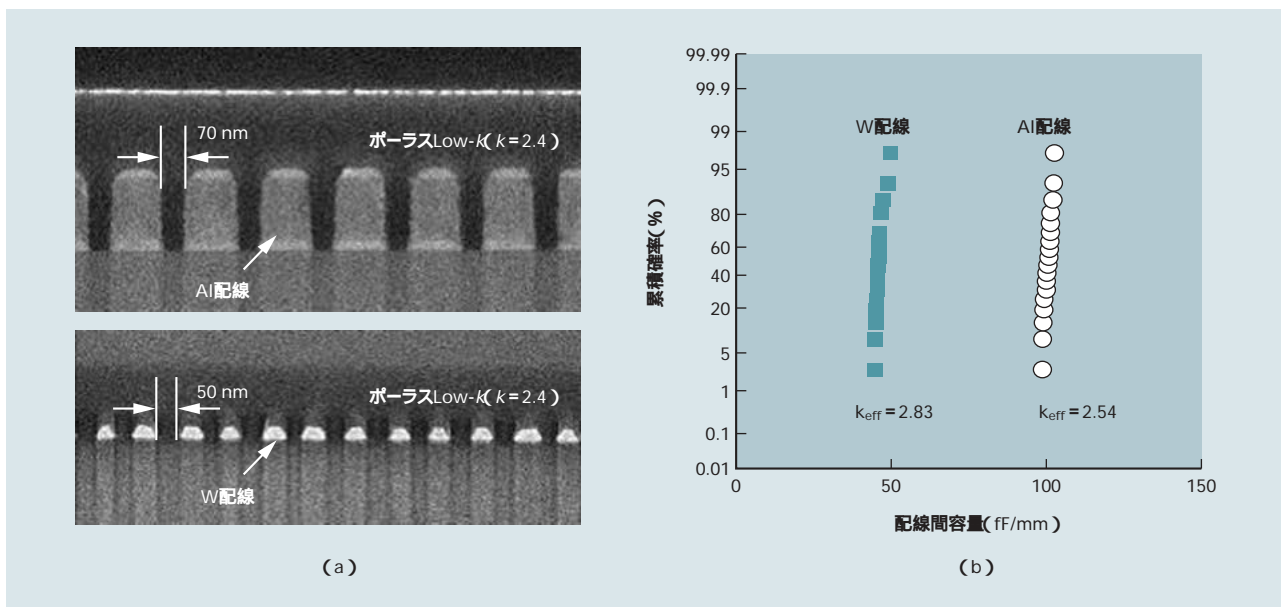 70 nm
ポーラスLow-k(k=2.4)
Al配線
50 nm
ポーラスLow-k(k=2.4)
W配線
(a)
累積確率(%)
99.99
99.9
99
95
80
60
40
20
5
1
0.1
0.01
W配線
Al配線
keff=2.83
keff=2.54
0
50
100
150
配線間容量(fF/mm)
(b)